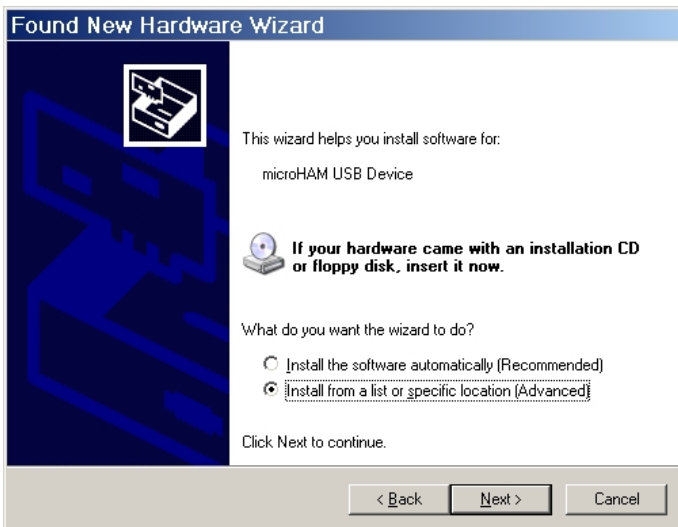 Found New Hardware Wizard
This wizard helps you install software for:
microHAM USB Device
If your hardware came with an installation CD
or floppy disk, insert it now.
What do you want the wizard to do?
Install the software automatically (Recommended)
Install from a list or specific location (Advanced)
Click Next to continue.
< Back
Next >
Cancel